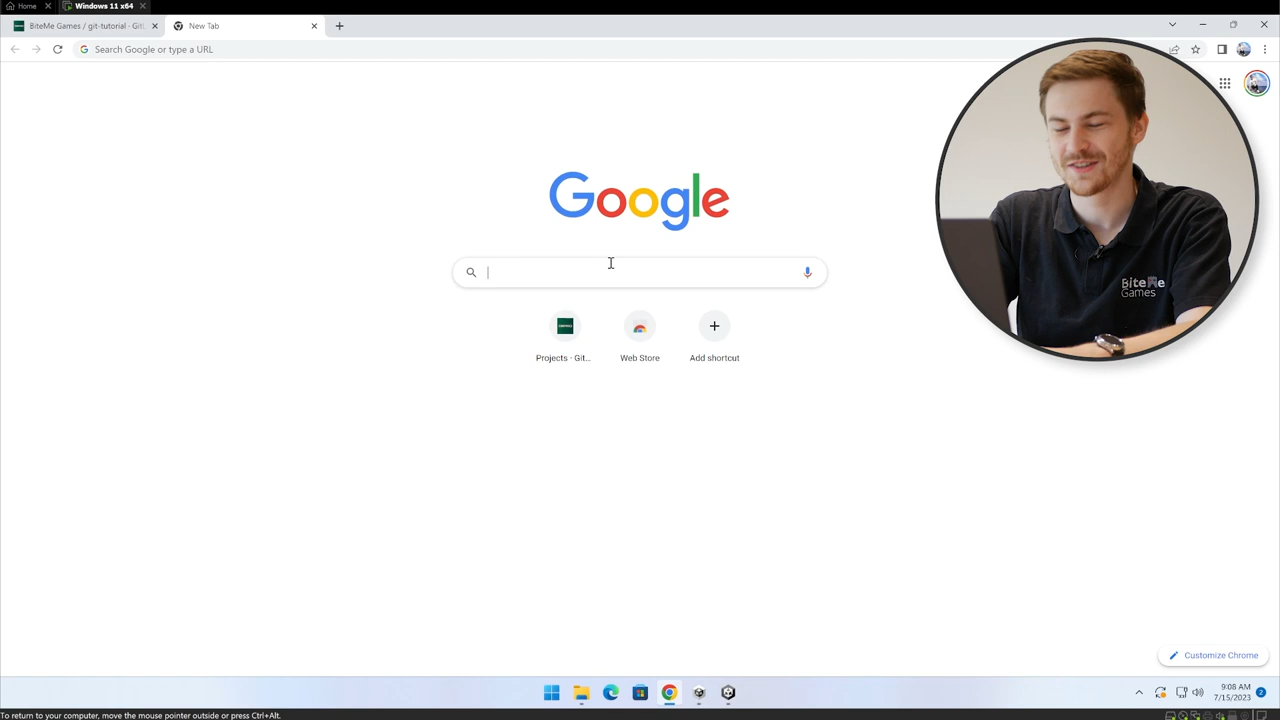 Home
Windows 11 x64
BiteMe Games / git-tutorial · Git
New Tab
Search Google or type a URL
Google
BiteMe
Games
Projects · Git...
Web Store
Add shortcut
Customize Chrome
9:08 AM
7/15/2023
2
To return to your computer, move the mouse pointer outside or press Ctrl+Alt.